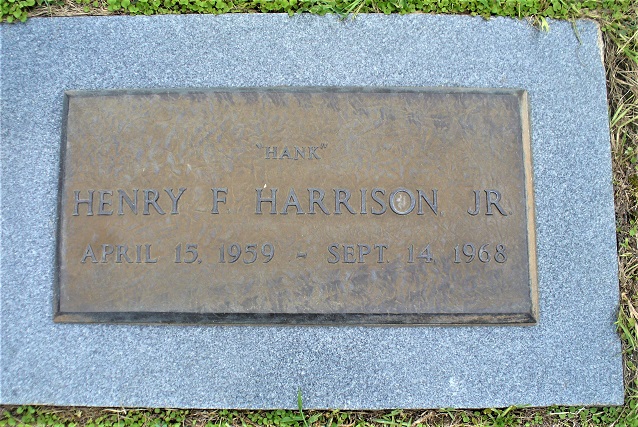 "HANK"
HENRY F HARRISON, JR.
APRIL 15, 1959 - SEPT. 14, 1968